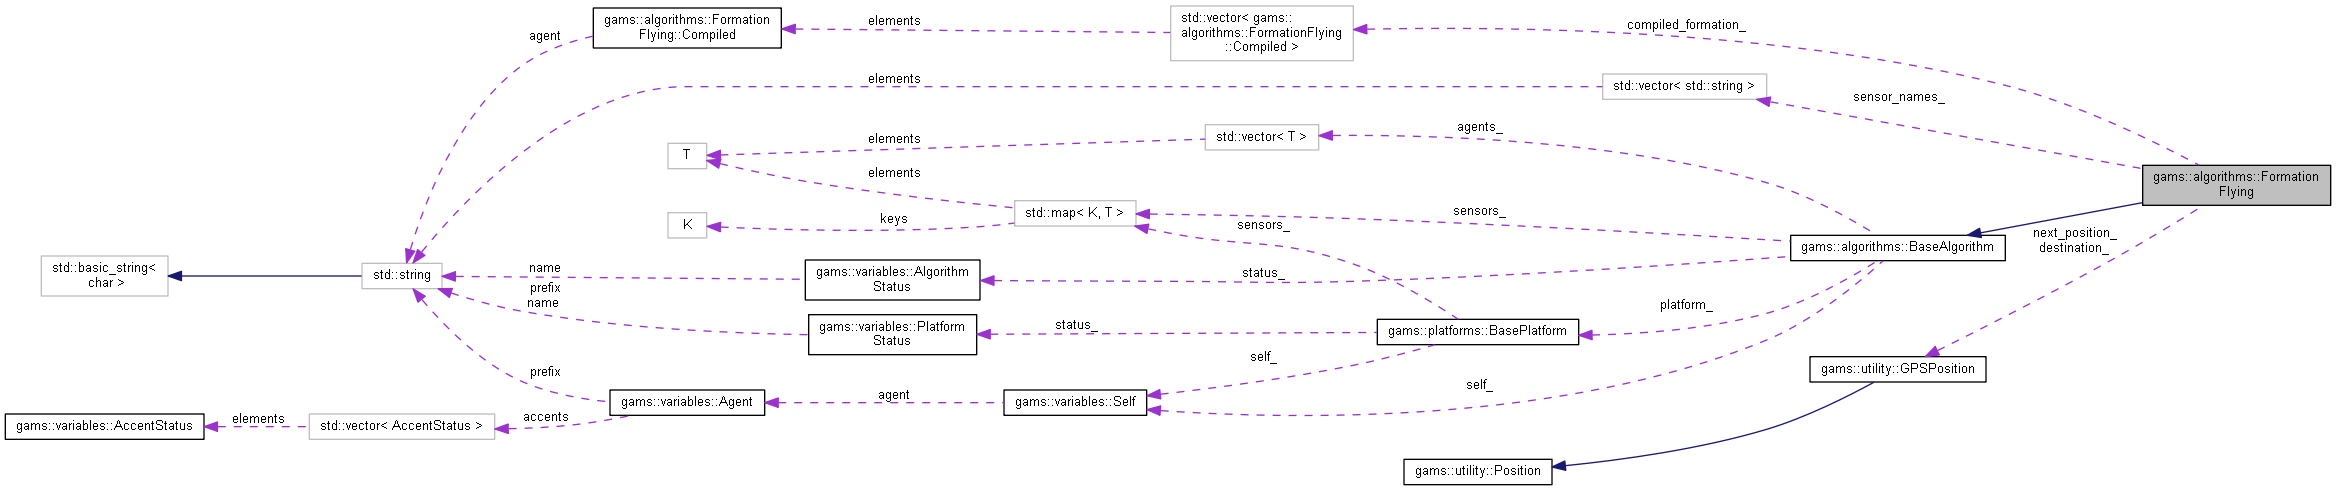 gams::algorithms::Formation
Flying::Compiled
elements
std::vector< gams::
algorithms::FormationFlying
::Compiled >
compiled_formation_
agent
elements
std::vector< std::string >
sensor_names_
T
elements
std::vector< T >
agents_
elements
gams::algorithms::Formation
Flying
K
keys
std::map< K, T >
sensors_
sensors_
next_position_
destination_
gams::algorithms::BaseAlgorithm
std::basic_string<
char >
std::string
name
gams::variables::Algorithm
Status
status_
prefix
name
gams::variables::Platform
Status
status_
gams::platforms::BasePlatform
platform_
self_
gams::utility::GPSPosition
prefix
gams::variables::Agent
agent
gams::variables::Self
self_
gams::variables::AccentStatus
elements
std::vector< AccentStatus >
accents
gams::utility::Position